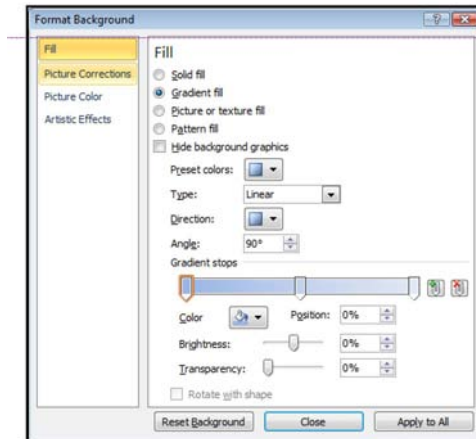 Format Background
Fill
Picture Corrections
Picture Color
Artistic Effects
Fill
Solid fill
Gradient fill
Picture or texture fill
Pattern fill
Hide background graphics
Preset colors:
Type: Linear
Direction:
Angle: 90°
Gradient stops
Color Position: 0%
Brightness: 0%
Transparency: 0%
Rotate with shape
Reset Background Close Apply to All